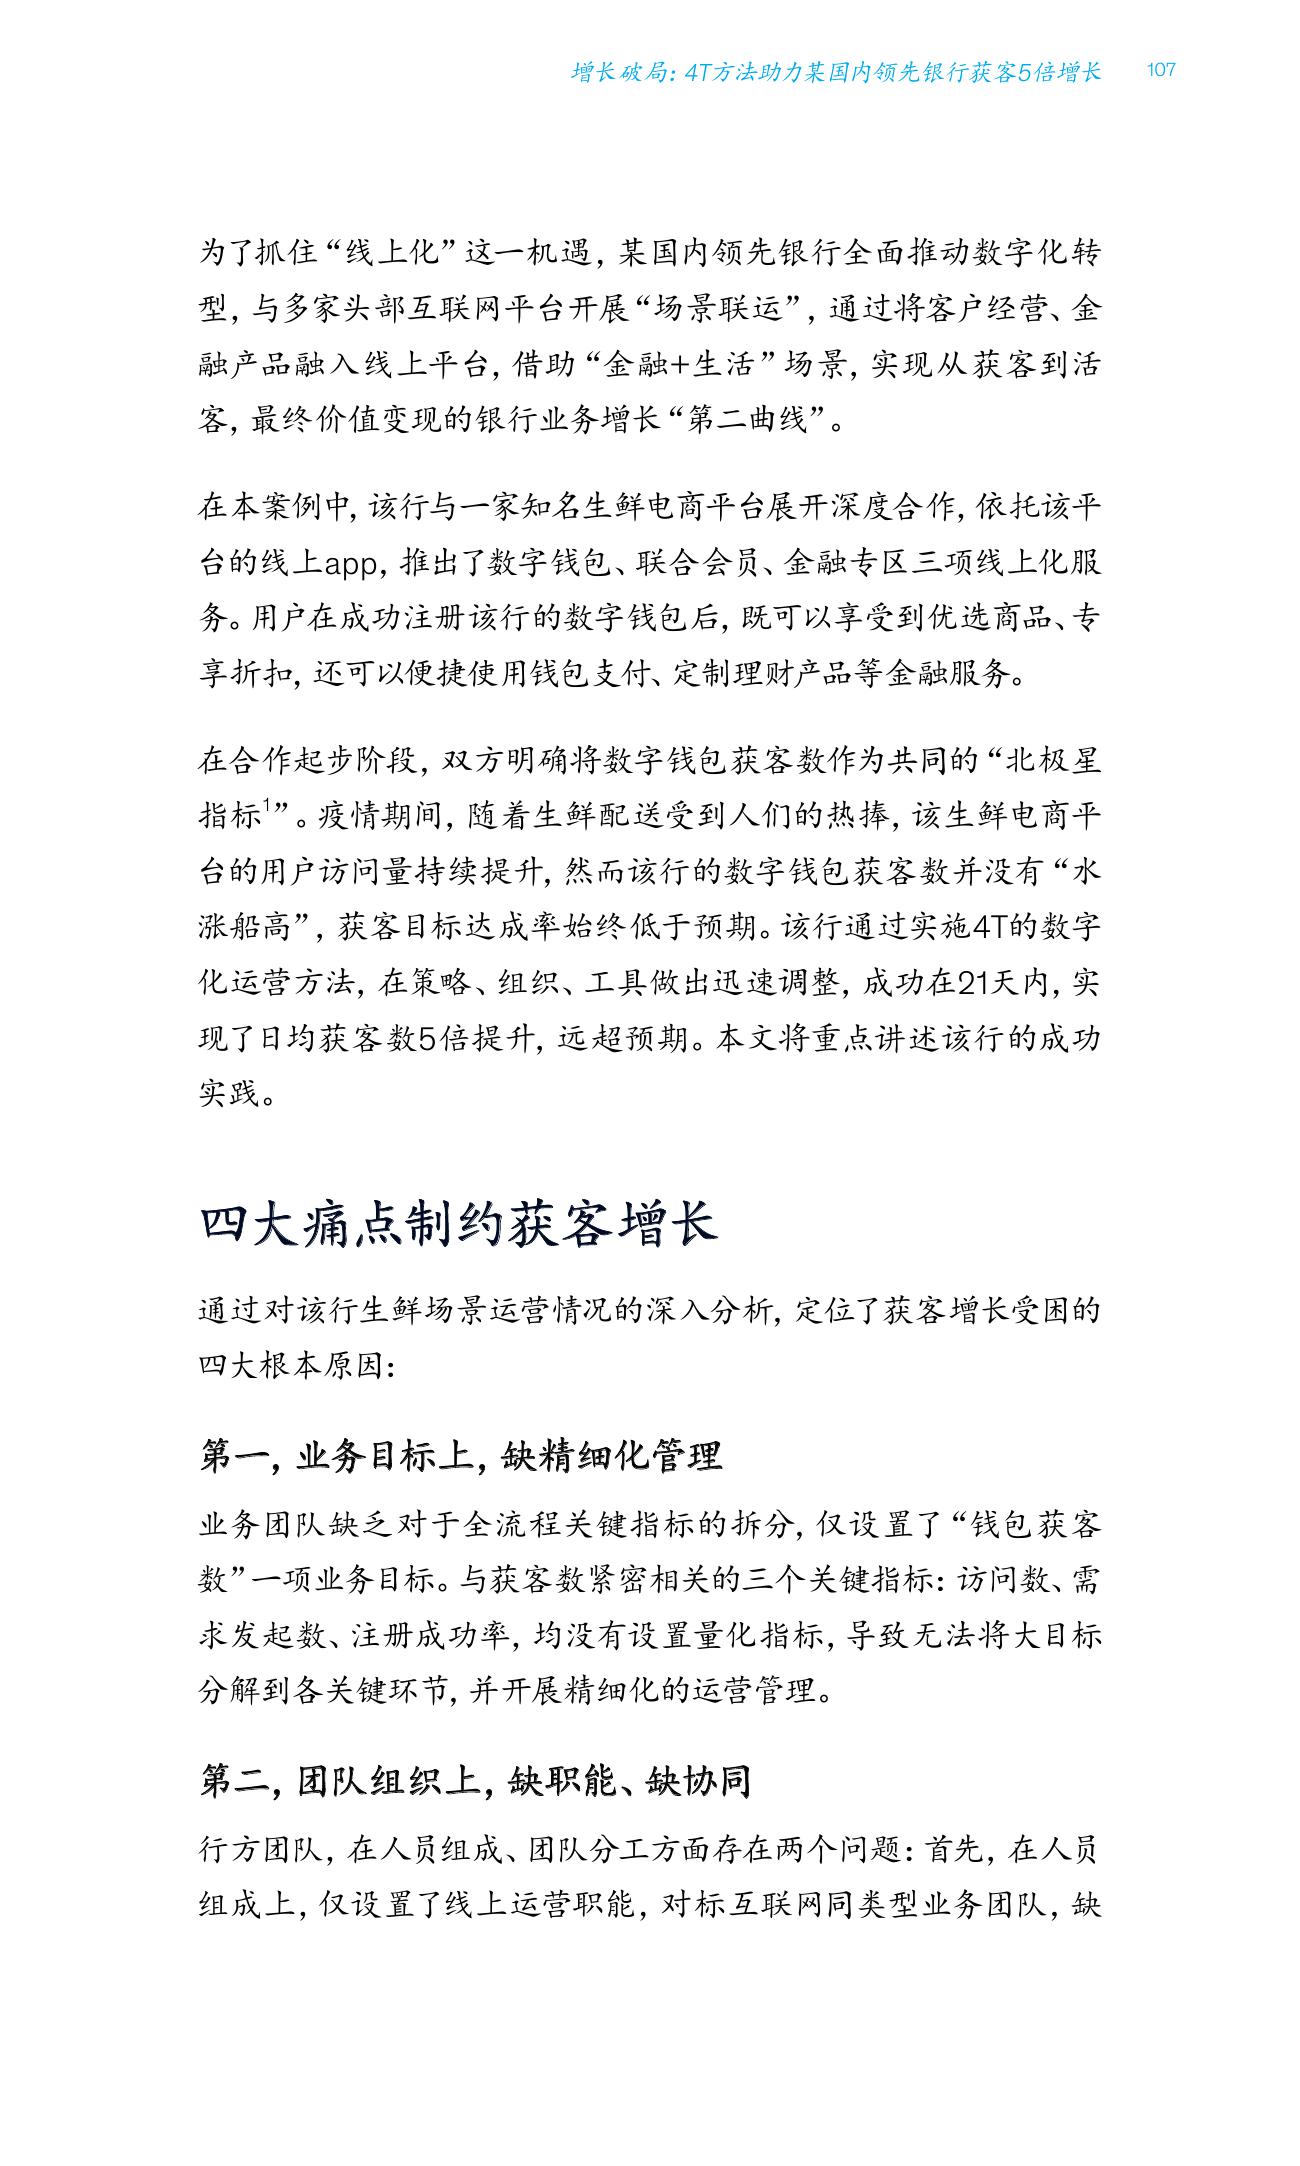 增长破局：4T方法助力某国内领先银行获客5倍增长 107
为了抓住“线上化”这一机遇，某国内领先银行全面推动数字化转
型，与多家头部互联网平台开展“场景联运”，通过将客户经营、金
融产品融入线上平台，借助“金融+生活”场景，实现从获客到活
客，最终价值变现的银行业务增长“第二曲线”。
在本案例中，该行与一家知名生鲜电商平台展开深度合作，依托该平
台的线上app，推出了数字钱包、联合会员、金融专区三项线上化服
务。用户在成功注册该行的数字钱包后，既可以享受到优选商品、专
享折扣，还可以便捷使用钱包支付、定制理财产品等金融服务。
在合作起步阶段，双方明确将数字钱包获客数作为共同的“北极星
指标1”。疫情期间，随着生鲜配送受到人们的热捧，该生鲜电商平
台的用户访问量持续提升，然而该行的数字钱包获客数并没有“水
涨船高”，获客目标达成率始终低于预期。该行通过实施4T的数字
化运营方法，在策略、组织、工具做出迅速调整，成功在21天内，实
现了日均获客数5倍提升，远超预期。本文将重点讲述该行的成功
实践。
四大痛点制约获客增长
通过对该行生鲜场景运营情况的深入分析，定位了获客增长受困的
四大根本原因：
第一，业务目标上，缺精细化管理
业务团队缺乏对于全流程关键指标的拆分，仅设置了“钱包获客
数”一项业务目标。与获客数紧密相关的三个关键指标：访问数、需
求发起数、注册成功率，均没有设置量化指标，导致无法将大目标
分解到各关键环节，并开展精细化的运营管理。
第二，团队组织上，缺职能、缺协同
行方团队，在人员组成、团队分工方面存在两个问题：首先，在人员
组成上，仅设置了线上运营职能，对标互联网同类型业务团队，缺